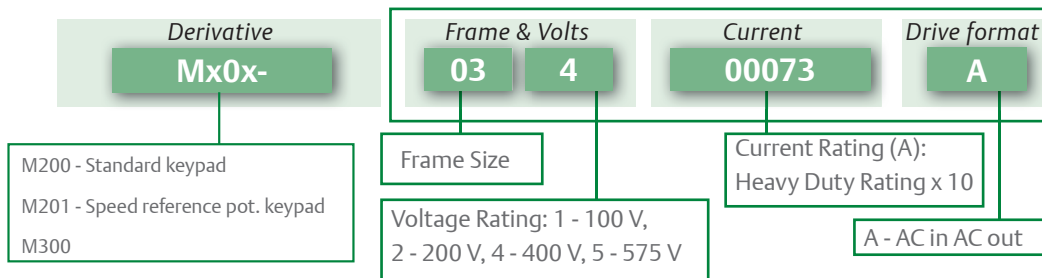 Derivative
Frame & Volts
Current
Drive format
Mx0x-
03
4
00073
A
M200 - Standard keypad
M201 - Speed reference pot. keypad
M300
Frame Size
Voltage Rating: 1 - 100 V,
2 - 200 V, 4 - 400 V, 5 - 575 V
Current Rating (A):
Heavy Duty Rating x 10
A - AC in AC out